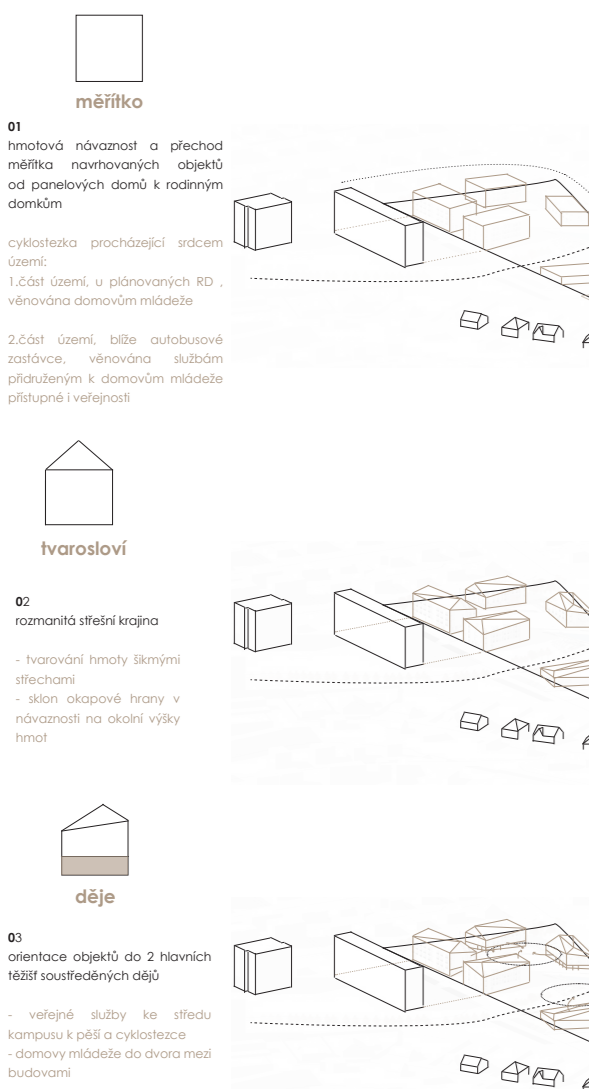 měřítko
01
hmotová návaznost a přechod
měřítka navrhovaných objektů
od panelových domů k rodinným
domkům
cyklostezka procházející srdcem
území:
1.část území, u plánovaných RD ,
věnována domovům mládeže
2.část území, blíže autobusové
zastávce, věnována službám
přidruženým k domovům mládeže
přístupné i veřejnosti
tvarosloví
02
rozmanitá střešní krajina
- tvarování hmoty šikmými
střechami
- sklon okapové hrany v
návaznosti na okolní výšky
hmot
děje
03
orientace objektů do 2 hlavních
těžišť soustředěných dějů
- veřejné služby ke středu
kampusu k pěší a cyklostezce
- domovy mládeže do dvora mezi
budovami